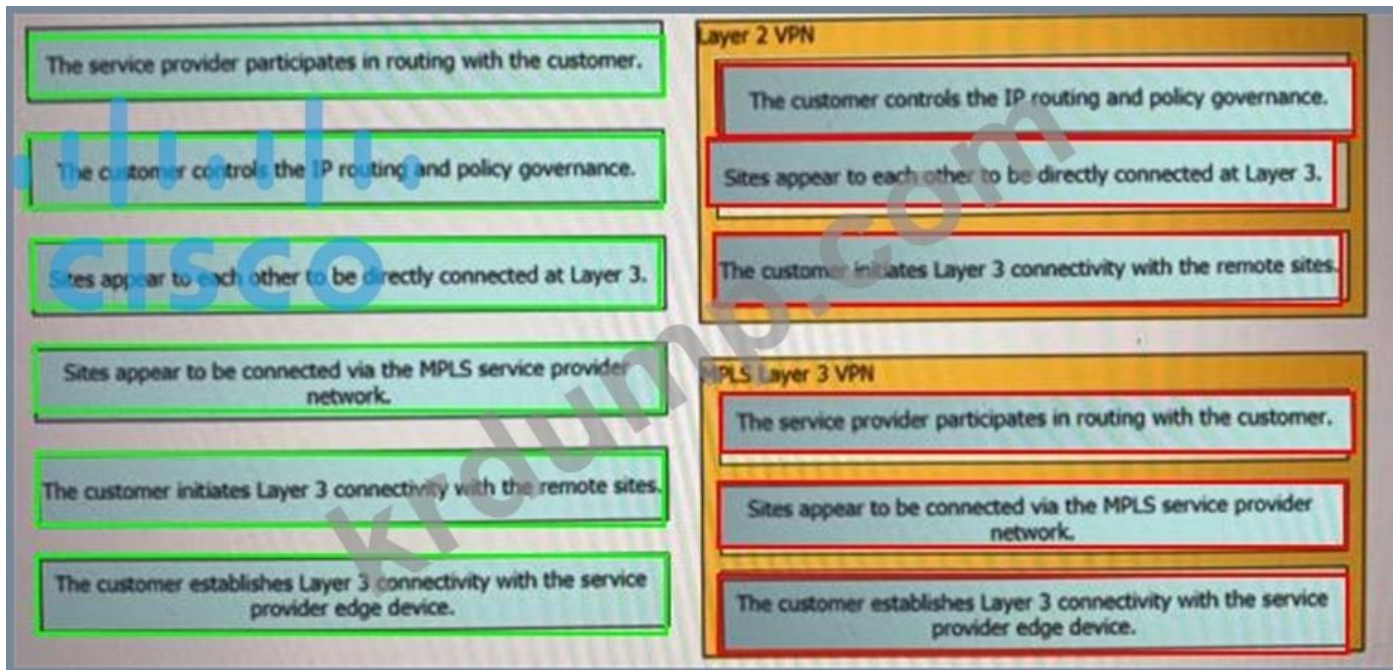 The service provider participates in routing with the customer.
The customer controls the IP routing and policy governance.
Sites appear to each other to be directly connected at Layer 3.
Sites appear to be connected via the MPLS service provider
network.
The customer initiates Layer 3 connectivity with the remote sites.
The customer establishes Layer 3 connectivity with the service
provider edge device.
Layer 2 VPN
The customer controls the IP routing and policy governance.
Sites appear to each other to be directly connected at Layer 3.
The customer initiates Layer 3 connectivity with the remote sites.
MPLS Layer 3 VPN
The service provider participates in routing with the customer.
Sites appear to be connected via the MPLS service provider
network.
The customer establishes Layer 3 connectivity with the service
provider edge device.
CISCO
krdump.com